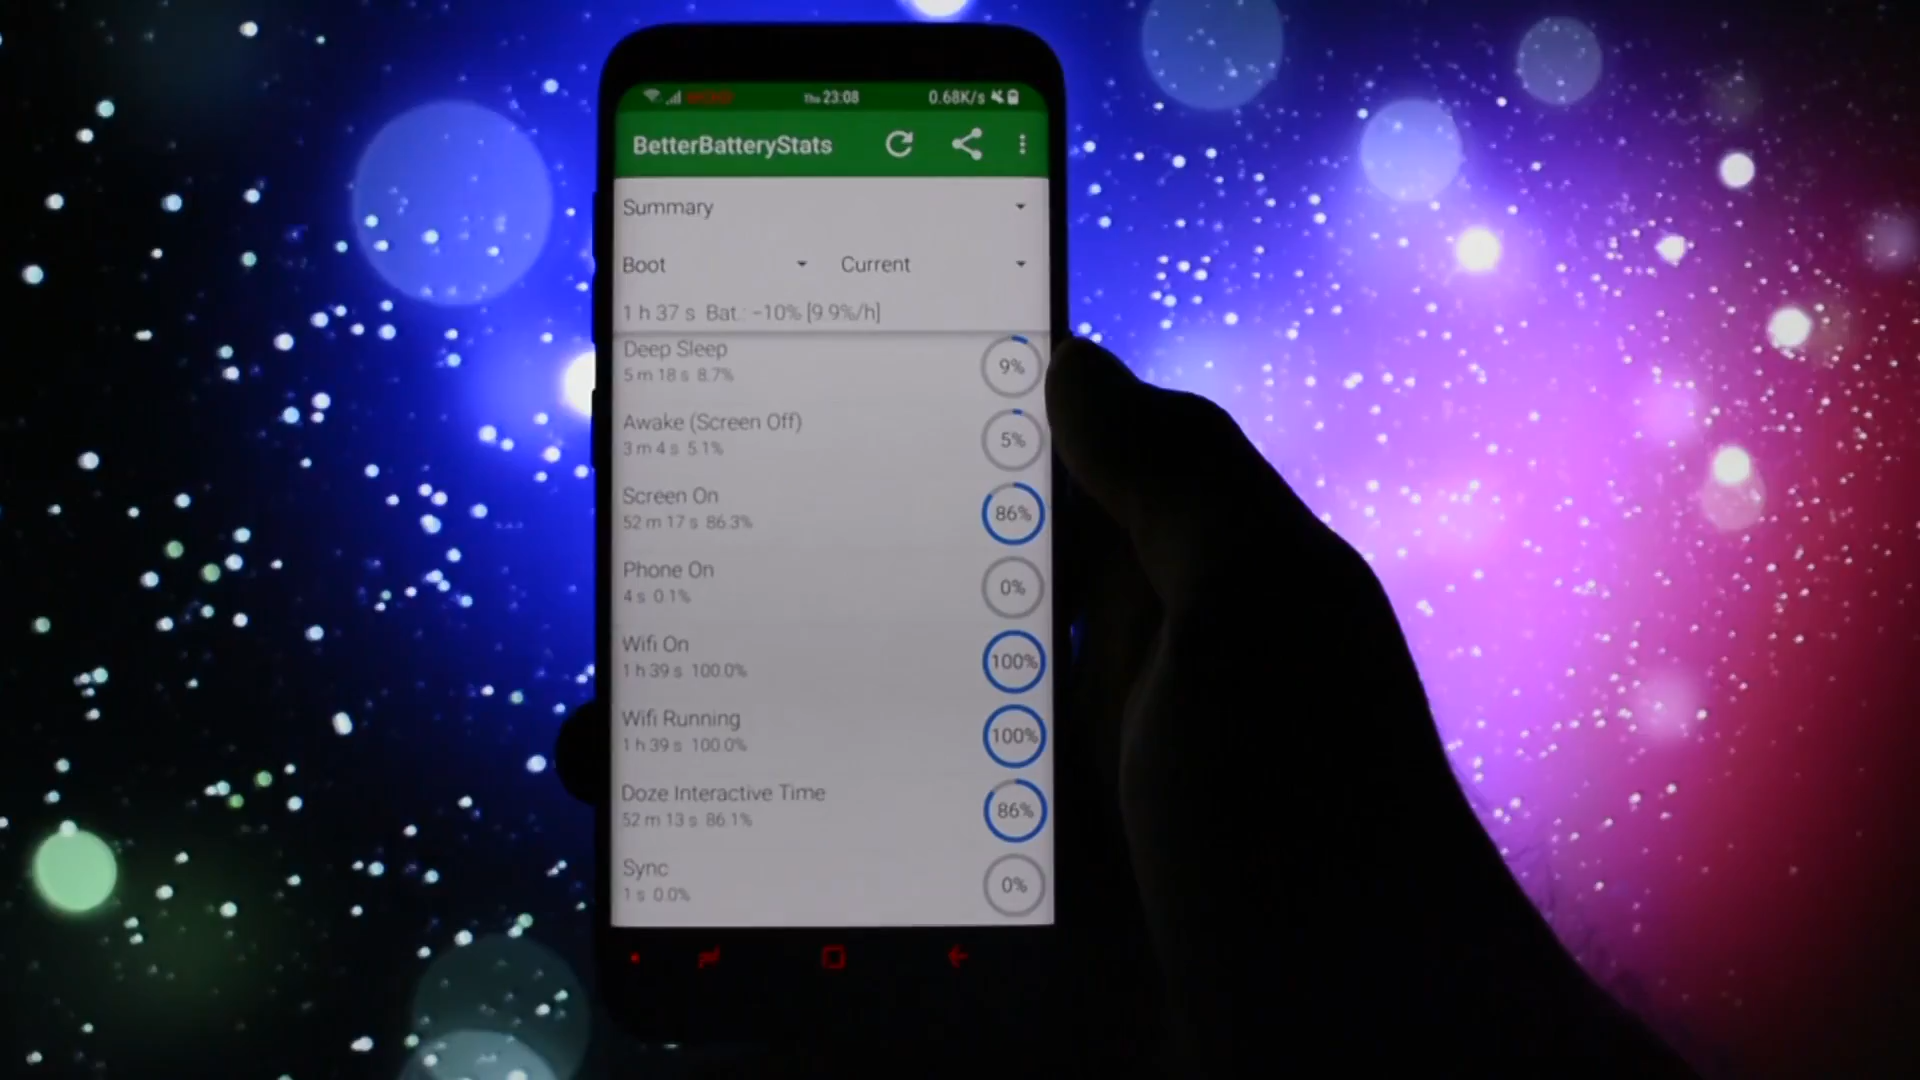 Thu 23:08
0.68K/s
BetterBatteryStats
Summary
Boot
Current
1 h 37 s Bat.: -10% [9.9%/h]
Deep Sleep
5 m 18 s 8.7%
9%
Awake (Screen Off)
3 m 4 s 5.1%
5%
Screen On
52 m 17 s 86.3%
86%
Phone On
4 s 0.1%
0%
Wifi On
1 h 39 s 100.0%
100%
Wifi Running
1 h 39 s 100.0%
100%
Doze Interactive Time
52 m 13 s 86.1%
86%
Sync
1 s 0.0%
0%